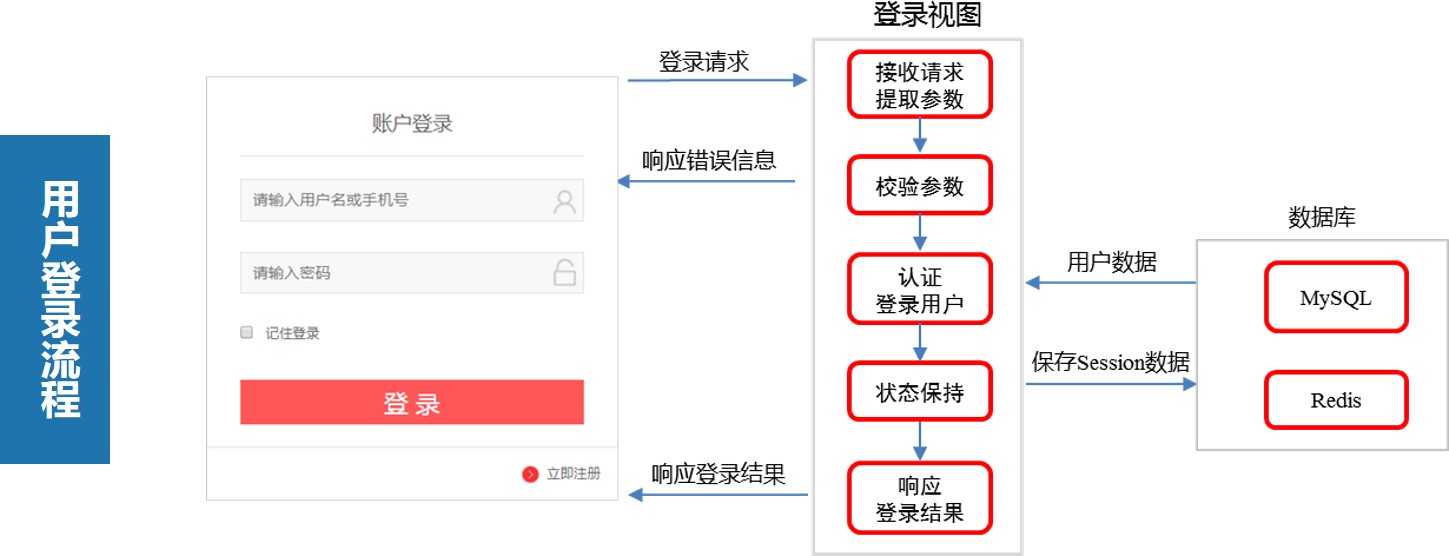 用户登录流程
账户登录
请输入用户名或手机号
请输入密码
记住登录
登 录
立即注册
登录请求
响应错误信息
响应登录结果
登录视图
接收请求
提取参数
校验参数
认证
登录用户
状态保持
响应
登录结果
用户数据
保存Session数据
数据库
MySQL
Redis